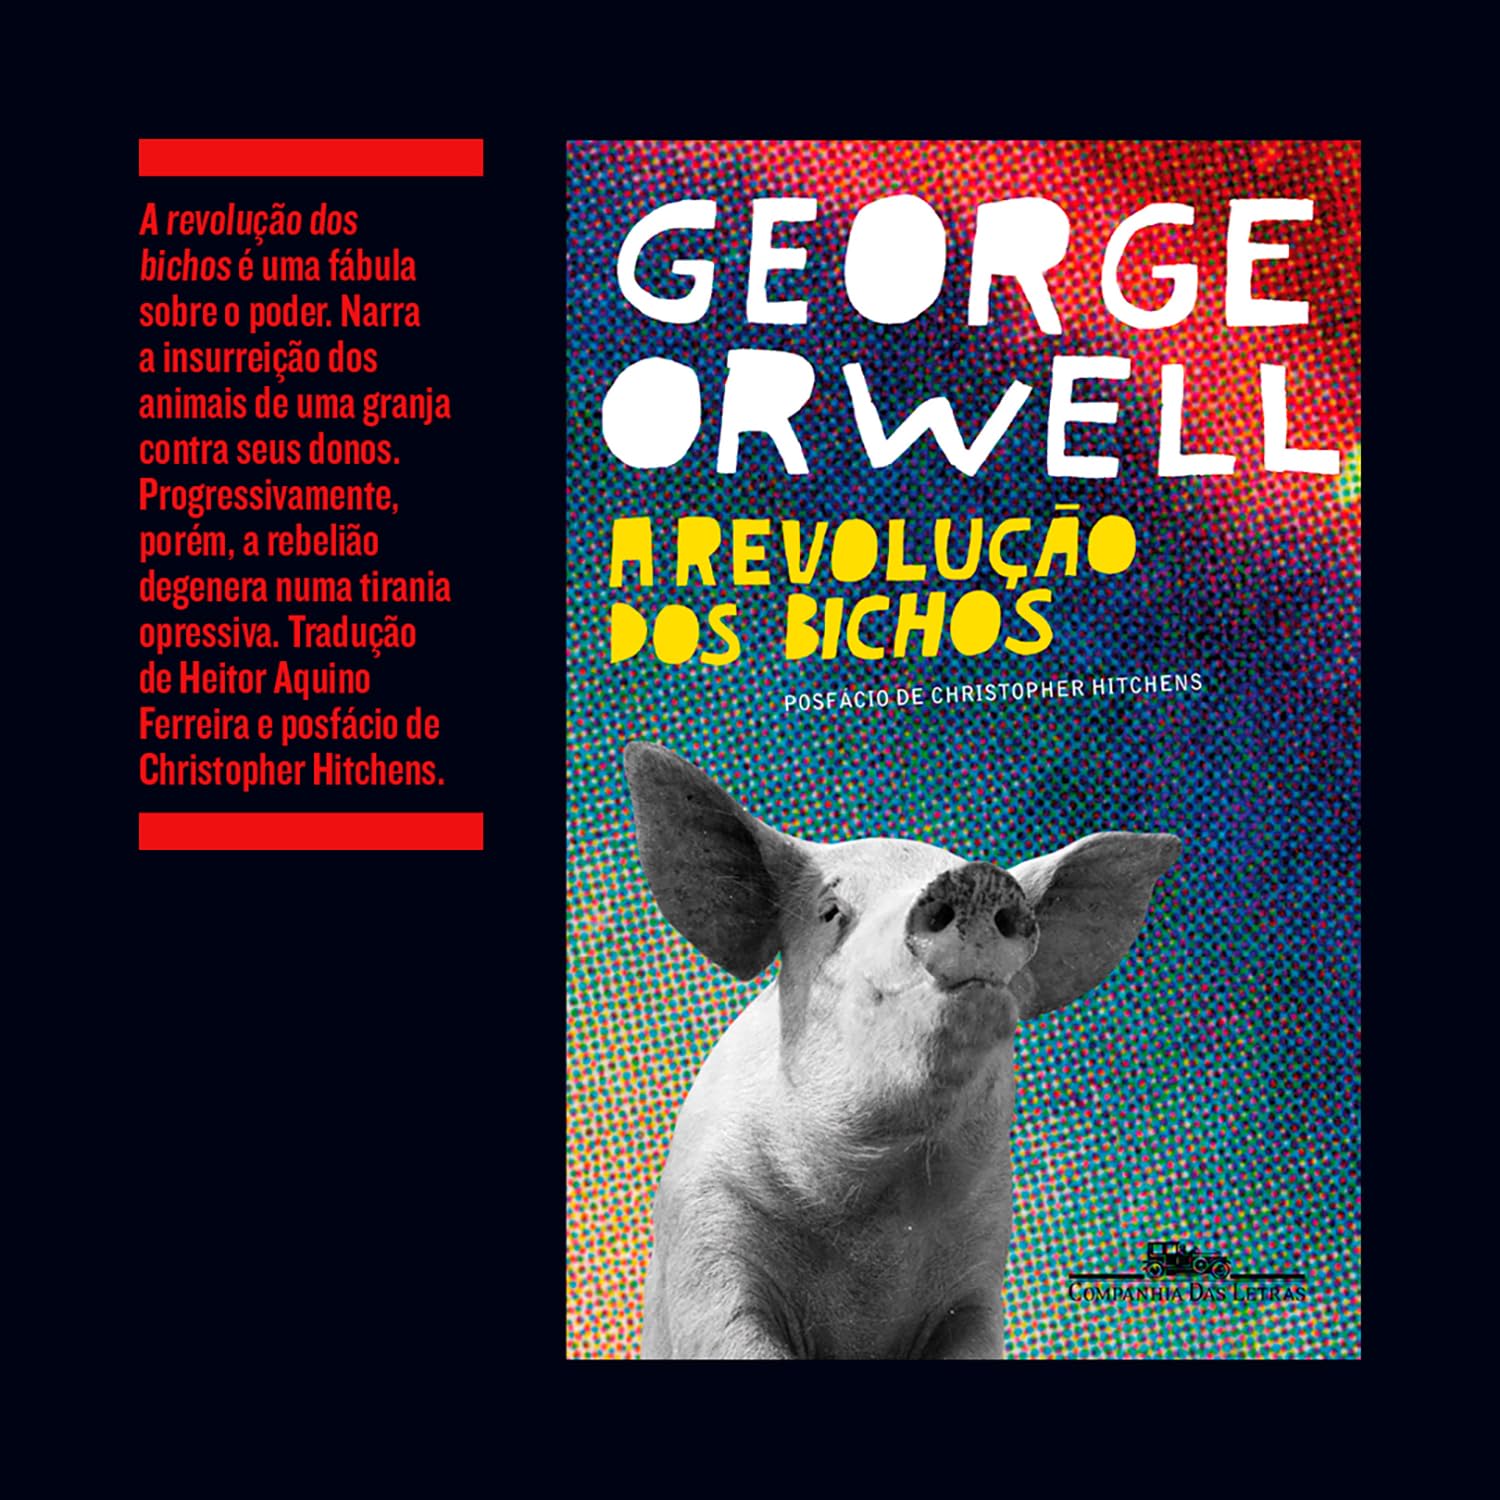 A revolução dos
bichos é uma fábula
sobre o poder. Narra
a insurreição dos
animais de uma granja
contra seus donos.
Progressivamente,
porém, a rebelião
degenera numa tirania
opressiva. Tradução
de Heitor Aquino
Ferreira e posfácio de
Christopher Hitchens.
GEORGE
ORWELL
A REVOLUÇÃO
DOS BICHOS
POSFÁCIO DE CHRISTOPHER HITCHENS
COMPANHIA DAS LETRAS